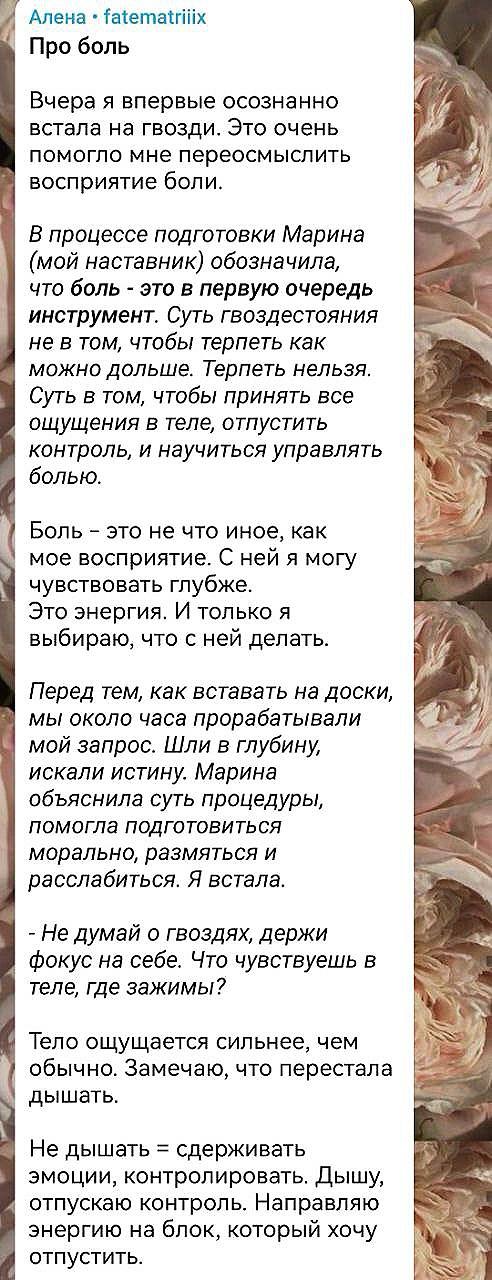 Алена • fatematriiix
Про боль
Вчера я впервые осознанно
встала на гвозди. Это очень
помогло мне переосмыслить
восприятие боли.
В процессе подготовки Марина
(мой наставник) обозначила,
что боль - это в первую очередь
инструмент. Суть гвоздестояния
не в том, чтобы терпеть как
можно дольше. Терпеть нельзя.
Суть в том, чтобы принять все
ощущения в теле, отпустить
контроль, и научиться управлять
болью.
Боль – это не что иное, как
мое восприятие. С ней я могу
чувствовать глубже.
Это энергия. И только я
выбираю, что с ней делать.
Перед тем, как вставать на доски,
мы около часа прорабатывали
мой запрос. Шли в глубину,
искали истину. Марина
объяснила суть процедуры,
помогла подготовиться
морально, размяться и
расслабиться. Я встала.
- Не думай о гвоздях, держи
фокус на себе. Что чувствуешь в
теле, где зажимы?
Тело ощущается сильнее, чем
обычно. Замечаю, что перестала
дышать.
Не дышать = сдерживать
эмоции, контролировать. Дышу,
отпускаю контроль. Направляю
энергию на блок, который хочу
отпустить.